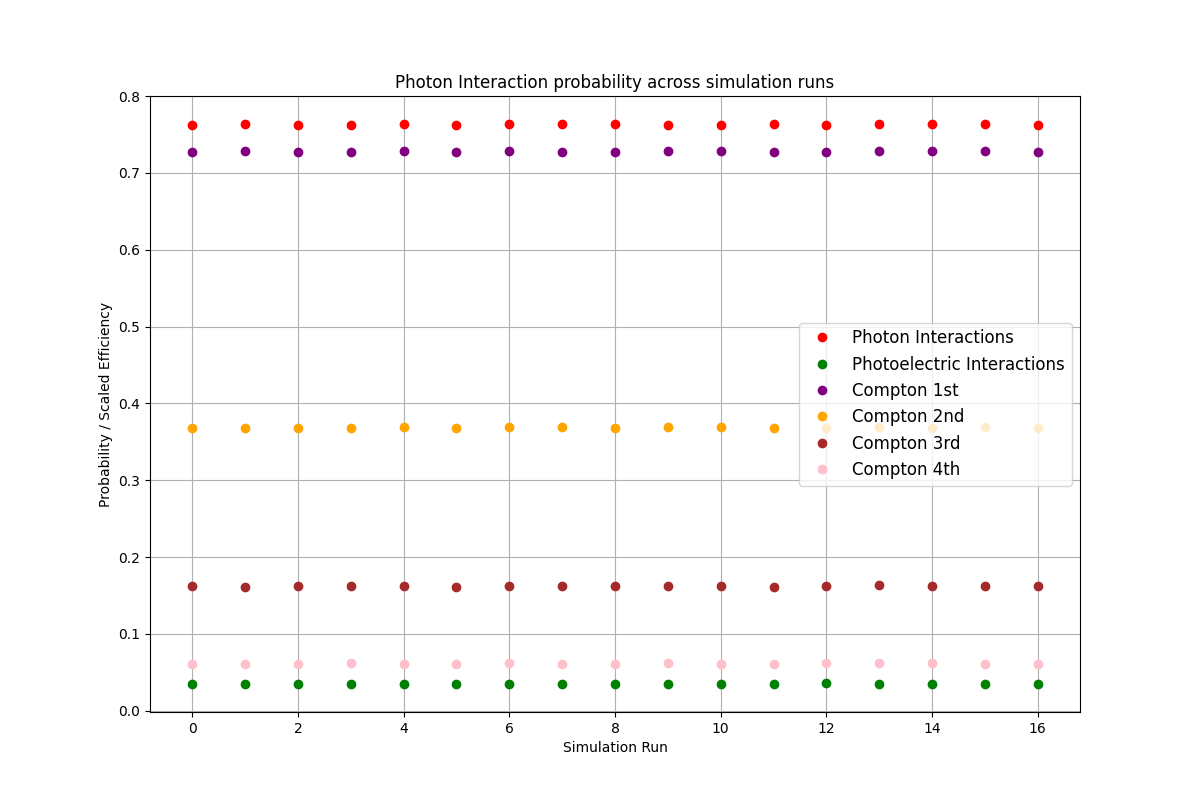 Photon Interaction probability across simulation runs
Probability / Scaled Efficiency
0.8
0.7
0.6
0.5
0.4
0.3
0.2
0.1
0.0
Photon Interactions
Photoelectric Interactions
Compton 1st
Compton 2nd
Compton 3rd
Compton 4th
0 2 4 6 8 10 12 14 16
Simulation Run